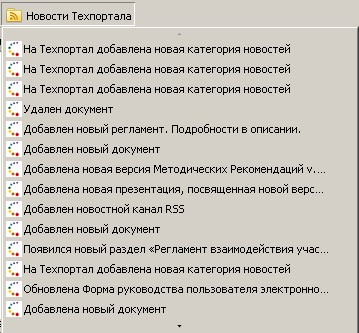 Новости Техпортала
На Техпортал добавлена новая категория новостей
На Техпортал добавлена новая категория новостей
На Техпортал добавлена новая категория новостей
Удален документ
Добавлен новый регламент. Подробности в описании.
Добавлен новый документ
Добавлена новая версия Методических Рекомендаций v....
Добавлена новая презентация, посвященная новой верс...
Добавлен новостной канал RSS
Добавлен новый документ
Появился новый раздел «Регламент взаимодействия учас...
На Техпортал добавлена новая категория новостей
Обновлена Форма руководства пользователя электронно...
Добавлена новый документ